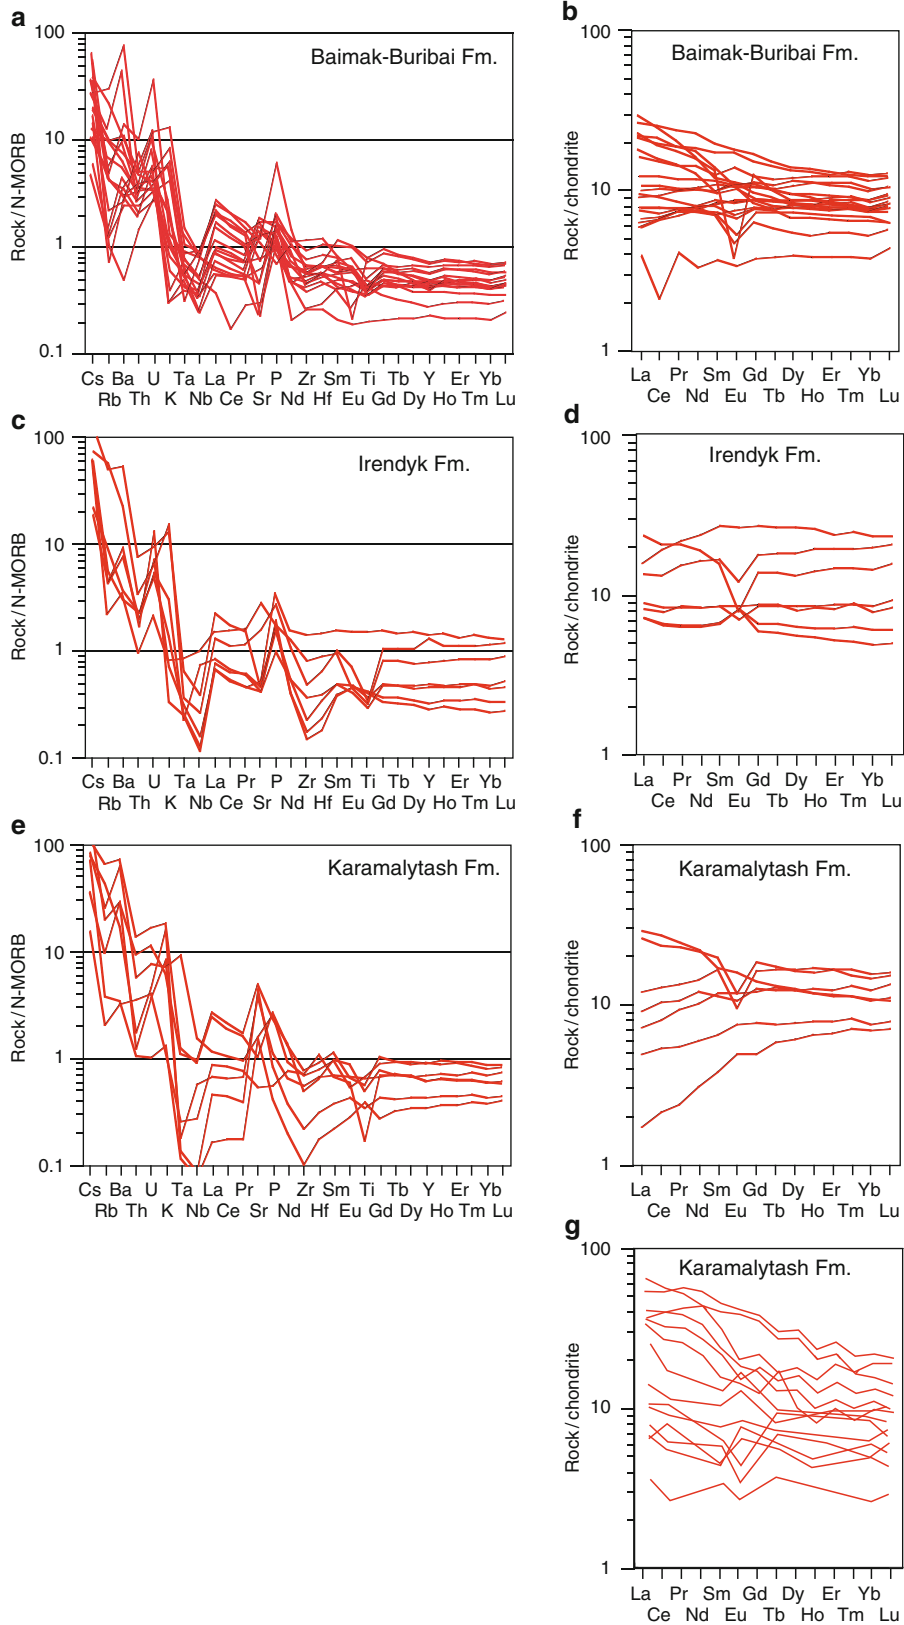 a
100
10
1
0.1
Rock / N-MORB
Baimak-Buribai Fm.
Cs Ba U Ta La Pr P Zr Sm Ti Tb Y Er Yb
Rb Th K Nb Ce Sr Nd Hf Eu Gd Dy Ho Tm Lu
b
100
10
1
Rock / chondrite
Baimak-Buribai Fm.
La Pr Sm Gd Dy Er Yb
Ce Nd Eu Tb Ho Tm Lu
c
100
10
1
0.1
Rock / N-MORB
Irendyk Fm.
Cs Ba U Ta La Pr P Zr Sm Ti Tb Y Er Yb
Rb Th K Nb Ce Sr Nd Hf Eu Gd Dy Ho Tm Lu
d
100
10
1
Rock / chondrite
Irendyk Fm.
La Pr Sm Gd Dy Er Yb
Ce Nd Eu Tb Ho Tm Lu
e
100
10
1
0.1
Rock / N-MORB
Karamalytash Fm.
Cs Ba U Ta La Pr P Zr Sm Ti Tb Y Er Yb
Rb Th K Nb Ce Sr Nd Hf Eu Gd Dy Ho Tm Lu
f
100
10
1
Rock / chondrite
Karamalytash Fm.
La Pr Sm Gd Dy Er Yb
Ce Nd Eu Tb Ho Tm Lu
g
100
10
1
Rock / chondrite
Karamalytash Fm.
La Pr Sm Gd Dy Er Yb
Ce Nd Eu Tb Ho Tm Lu